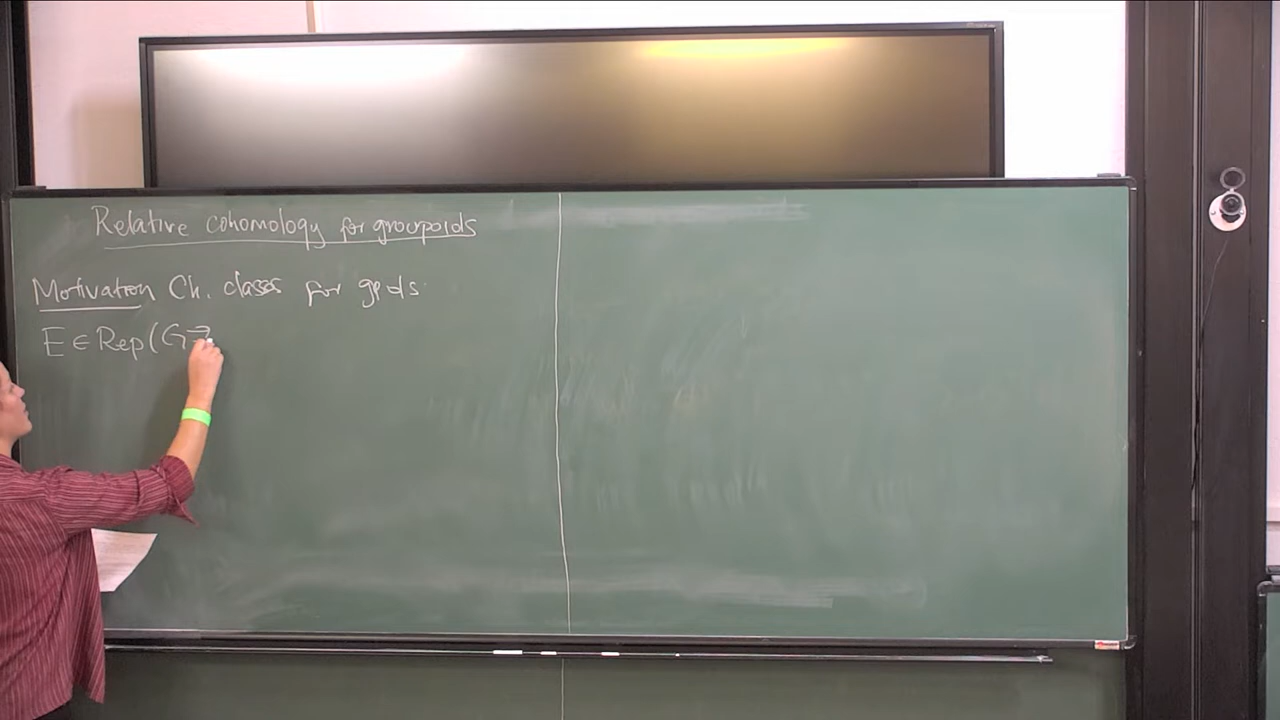 Relative cohomology for groupoids
Motivation Ch. classes for gpds.
E ∈ Rep(G ⇉